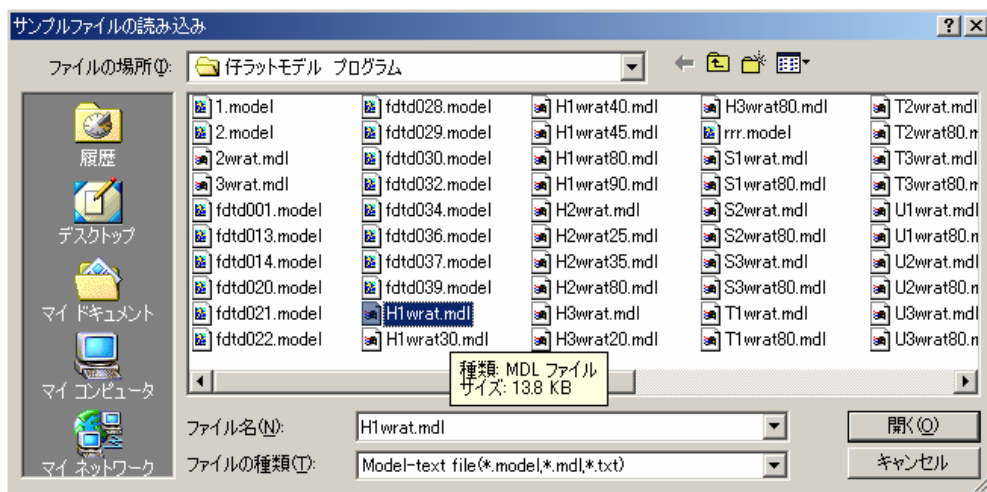 サンプルファイルの読み込み
ファイルの場所(I):
仔ラットモデル プログラム
履歴
デスクトップ
マイ ドキュメント
マイ コンピュータ
マイ ネットワーク
1.model
2.model
2wrat.mdl
3wrat.mdl
fdtd001.model
fdtd013.model
fdtd014.model
fdtd020.model
fdtd021.model
fdtd022.model
fdtd028.model
fdtd029.model
fdtd030.model
fdtd032.model
fdtd034.model
fdtd036.model
fdtd037.model
fdtd039.model
H1wrat.mdl
H1wrat30.mdl
H1wrat40.mdl
H1wrat45.mdl
H1wrat80.mdl
H1wrat90.mdl
H2wrat.mdl
H2wrat25.mdl
H2wrat35.mdl
H2wrat80.mdl
H3wrat.mdl
H3wrat20.mdl
H3wrat80.mdl
rrr.model
S1wrat.mdl
S1wrat80.mdl
S2wrat.mdl
S2wrat80.mdl
S3wrat.mdl
S3wrat80.mdl
T1wrat.mdl
T1wrat80.mdl
T2wrat.mdl
T2wrat80.m
T3wrat.mdl
T3wrat80.m
U1wrat.mdl
U1wrat80.m
U2wrat.mdl
U2wrat80.m
U3wrat.mdl
U3wrat80.m
種類: MDL ファイル
サイズ: 13.8 KB
ファイル名(N):
H1wrat.mdl
開く(O)
ファイルの種類(T):
Model-text file(*.model,*.mdl,*.txt)
キャンセル